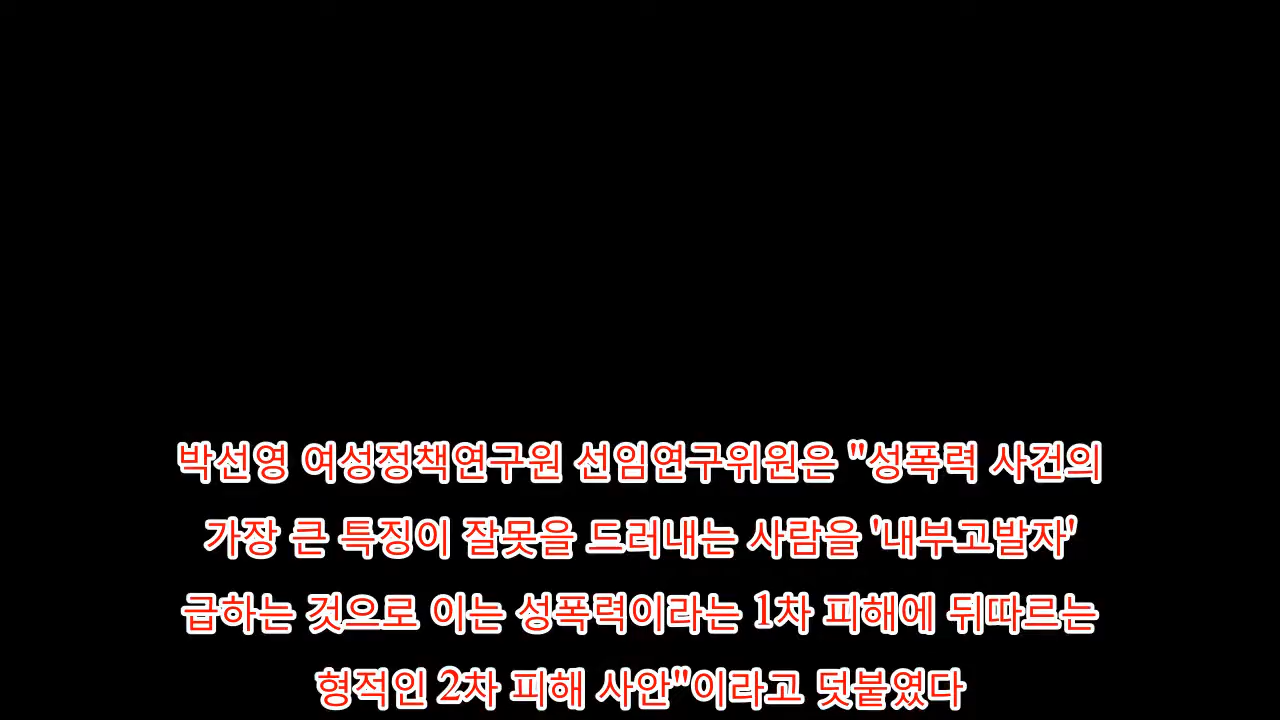 박선영 여성정책연구원 선임연구위원은 "성폭력 사건의
가장 큰 특징이 잘못을 드러내는 사람을 '내부고발자'
급하는 것으로 이는 성폭력이라는 1차 피해에 뒤따르는
형적인 2차 피해 사안"이라고 덧붙였다